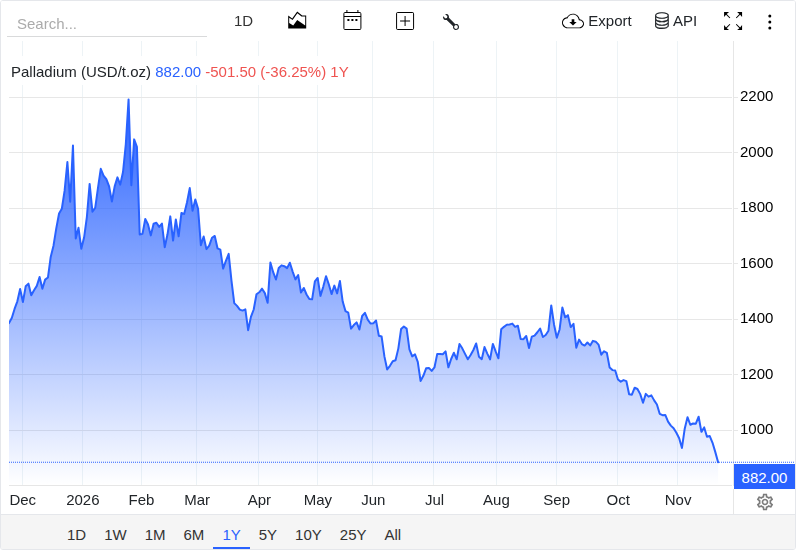 Search... 1D Export API
Palladium (USD/t.oz) 882.00 -501.50 (-36.25%) 1Y
2200
2000
1800
1600
1400
1200
1000
882.00
Dec 2026 Feb Mar Apr May Jun Jul Aug Sep Oct Nov
1D 1W 1M 6M 1Y 5Y 10Y 25Y All